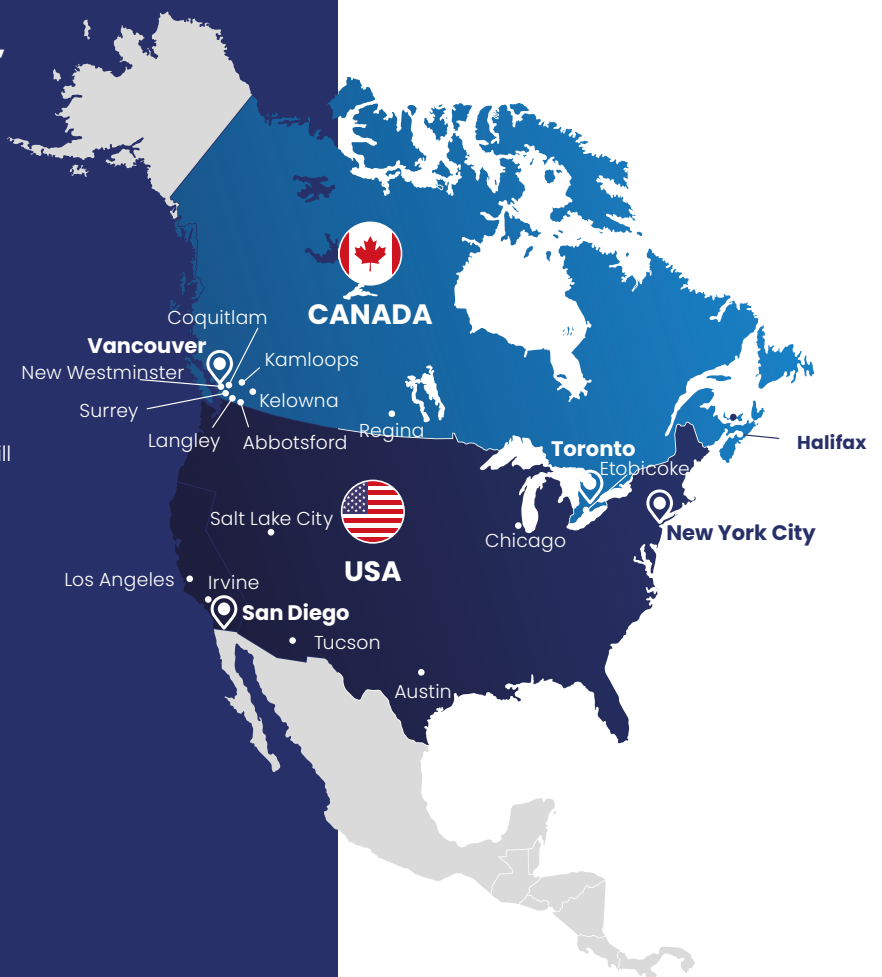 Coquitlam
CANADA
Vancouver
Kamloops
New Westminster
Kelowna
Surrey
Regina
Langley
Abbotsford
Halifax
Toronto
ill
Etobicoke
Salt Lake City
New York City
Chicago
USA
Los Angeles
Irvine
San Diego
Tucson
Austin